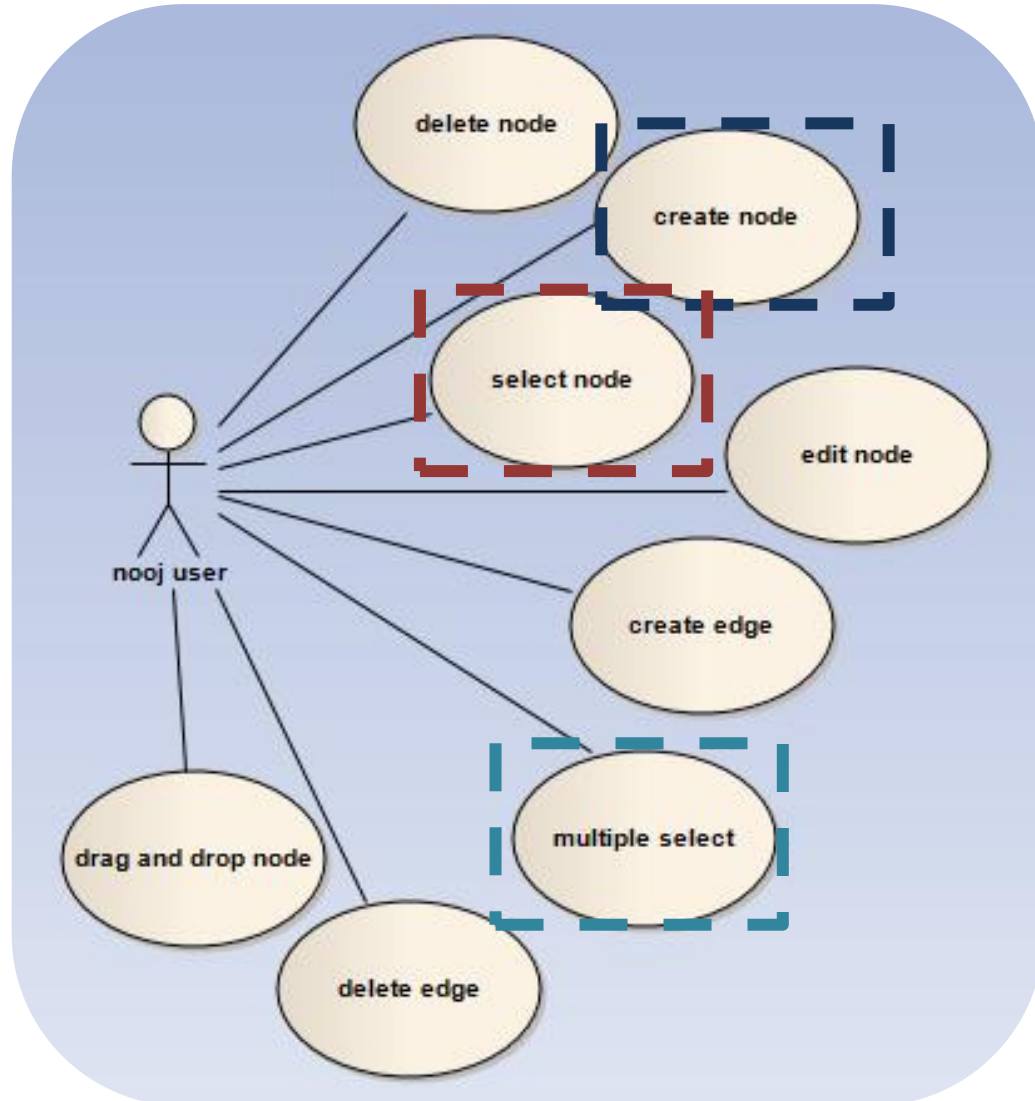 delete node
create node
select node
edit node
nooj user
create edge
multiple select
drag and drop node
delete edge